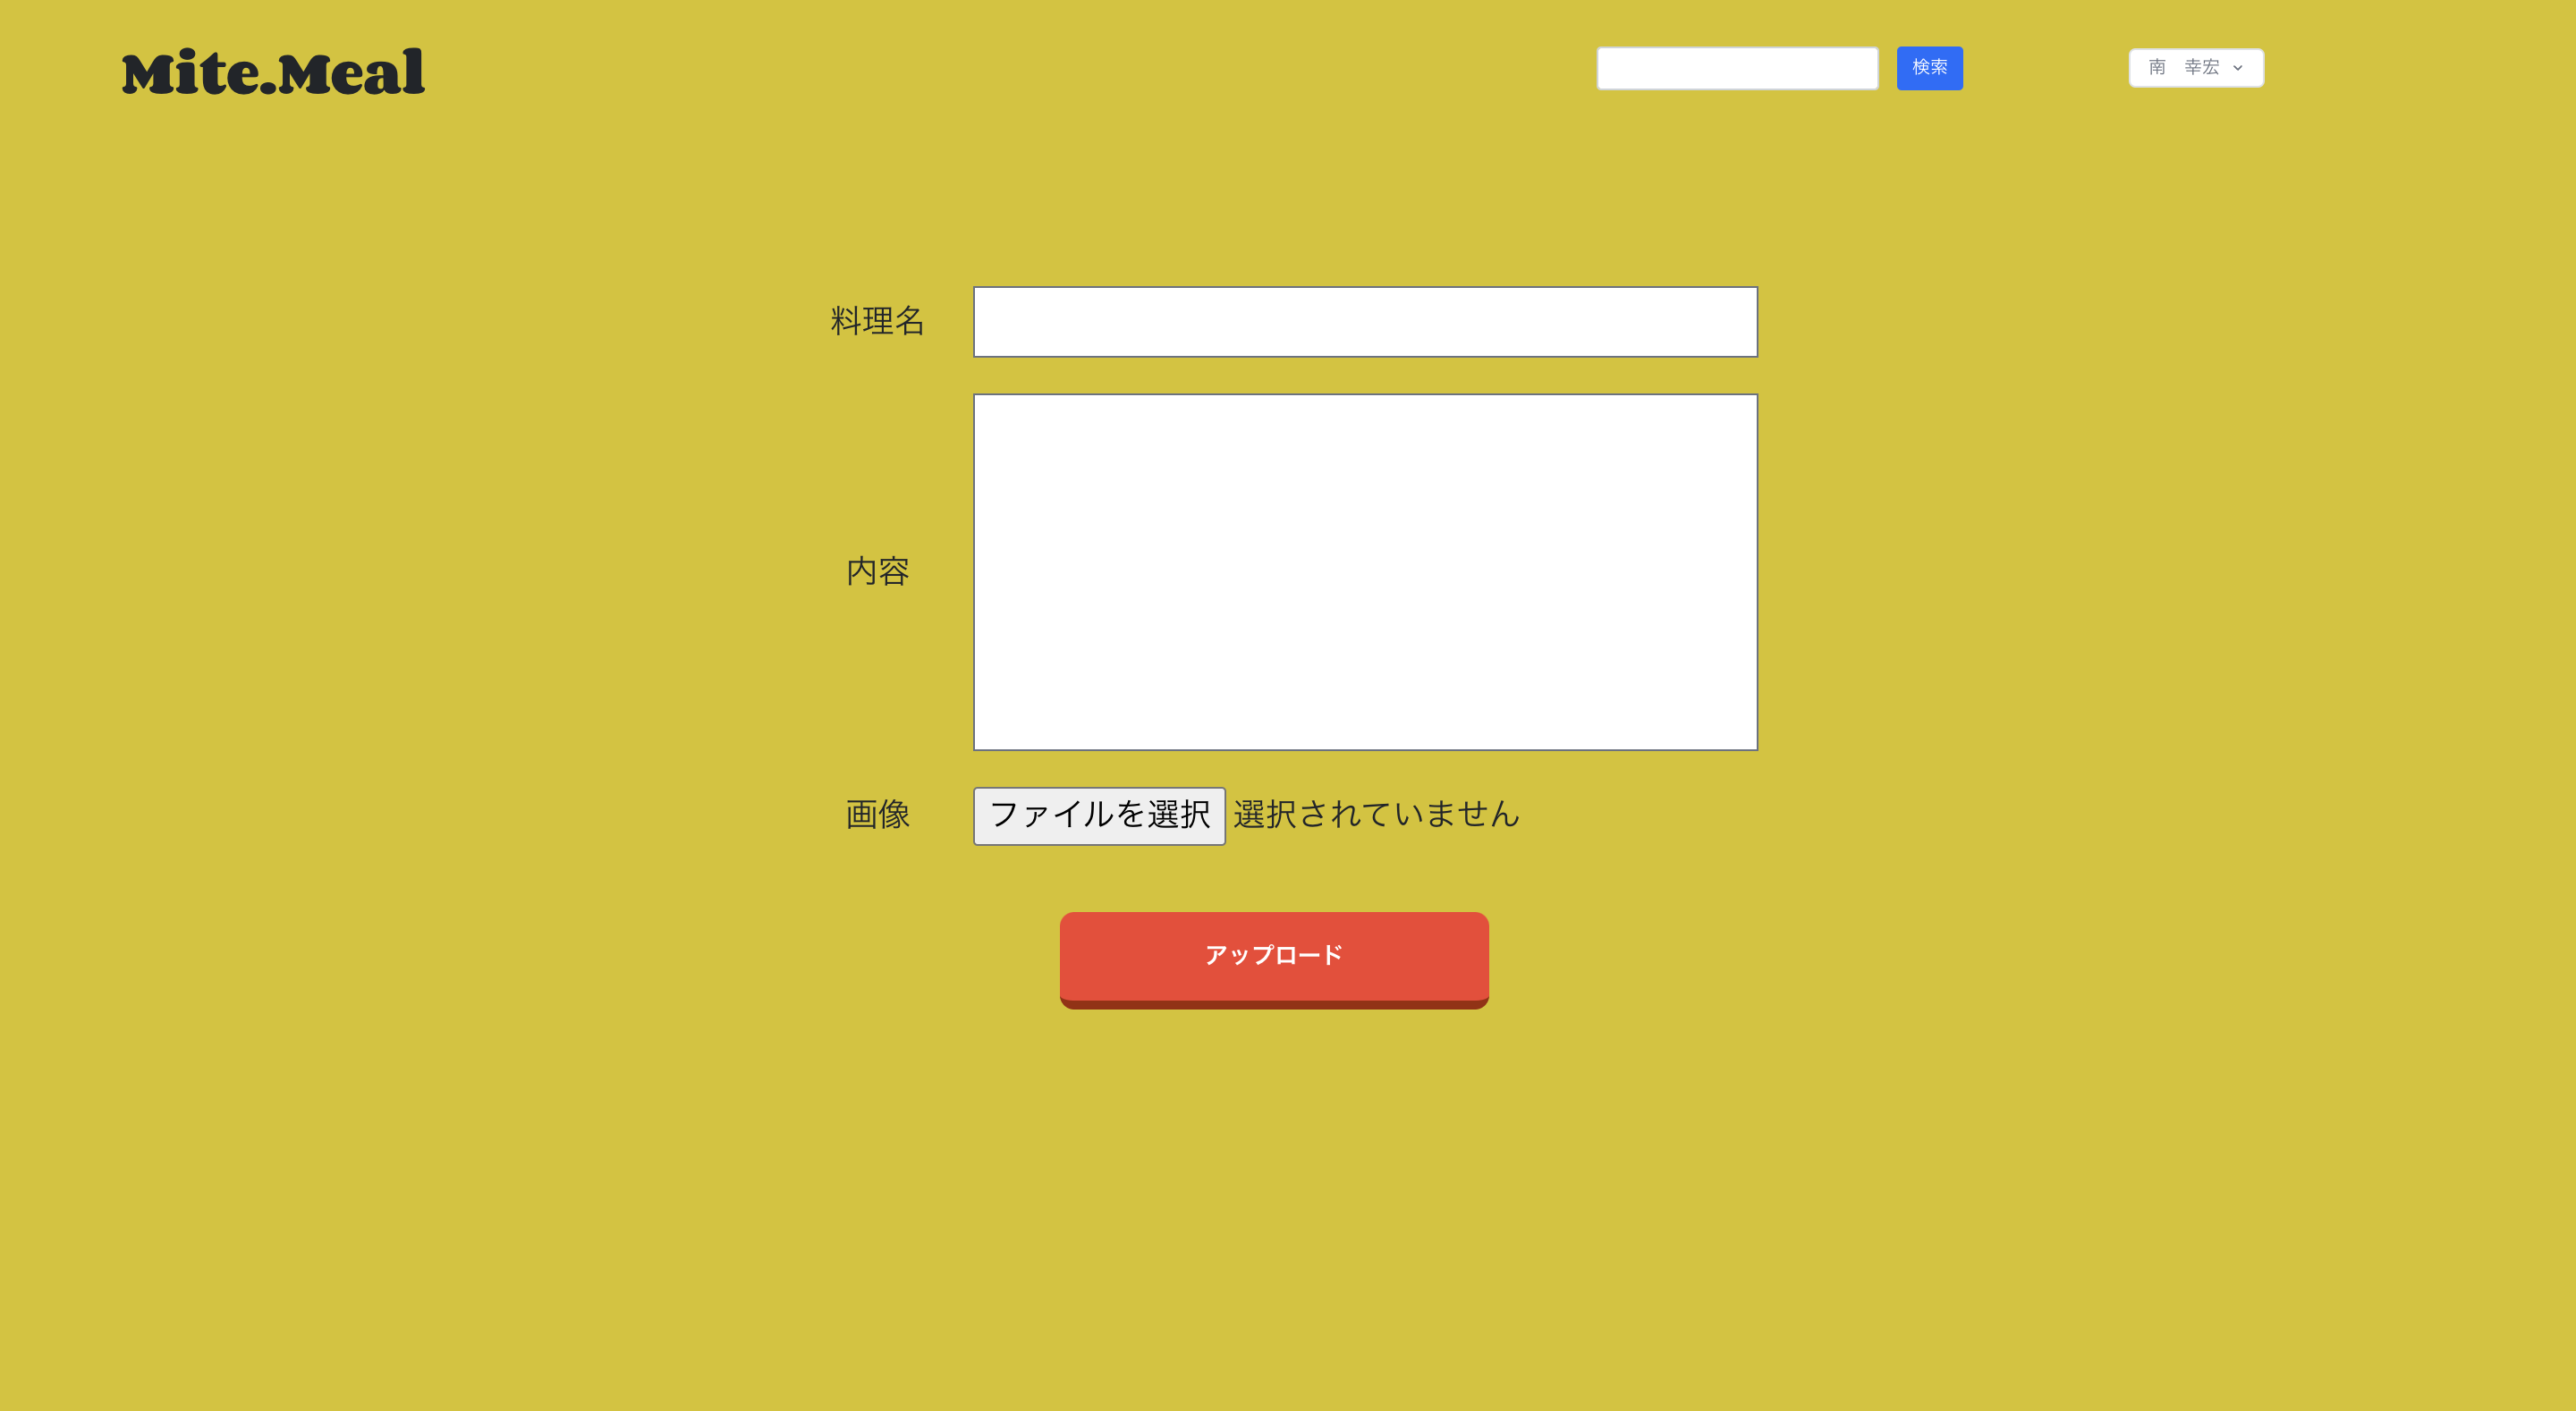 Mite.Meal
検索
南　幸宏
料理名
内容
画像
ファイルを選択 選択されていません
アップロード